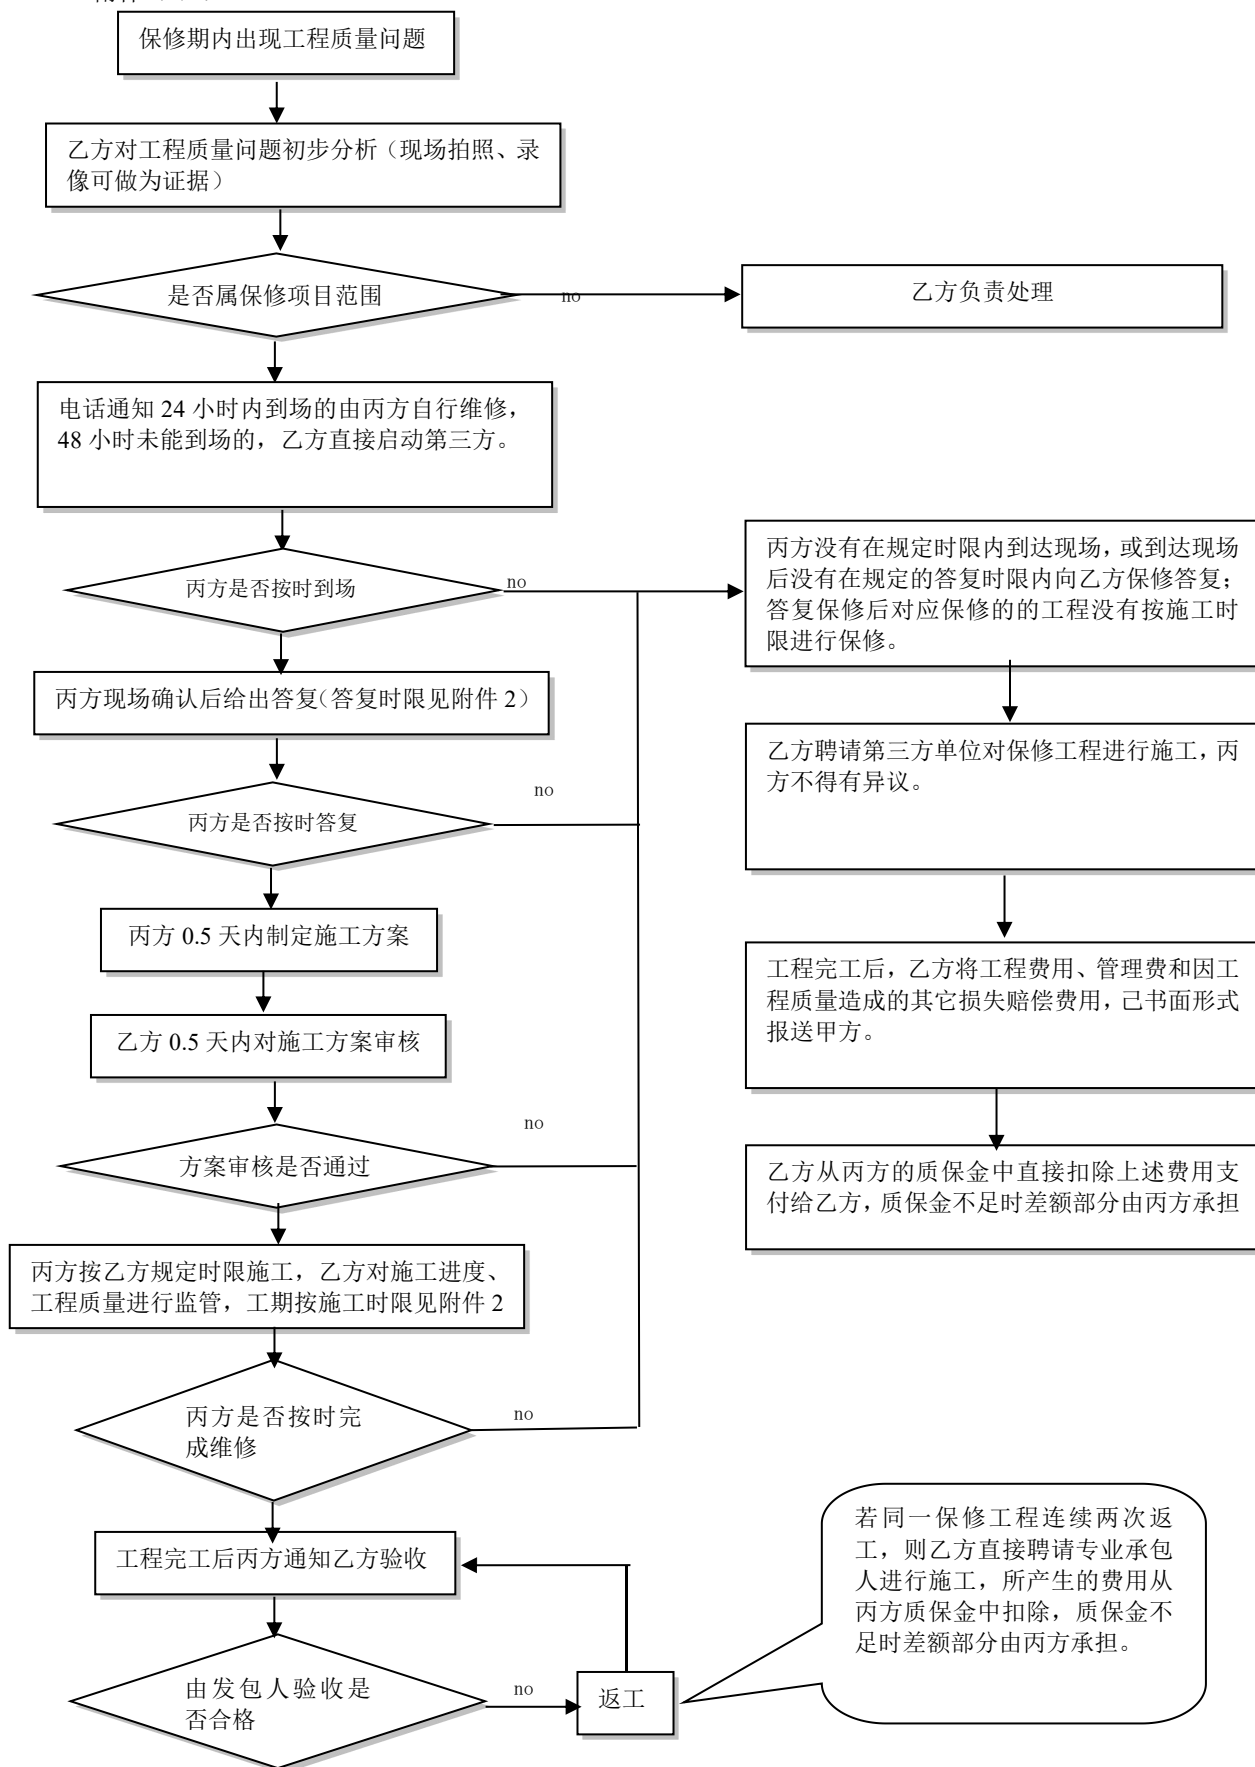 保修期内出现工程质量问题
乙方对工程质量问题初步分析（现场拍照、录
像可做为证据）
是否属保修项目范围
no
乙方负责处理
电话通知 24 小时内到场的由丙方自行维修，
48 小时未能到场的，乙方直接启动第三方。
丙方是否按时到场
no
丙方没有在规定时限内到达现场，或到达现场
后没有在规定的答复时限内向乙方保修答复；
答复保修后对应保修的的工程没有按施工时
限进行保修。
丙方现场确认后给出答复（答复时限见附件 2）
乙方聘请第三方单位对保修工程进行施工，丙
方不得有异议。
丙方是否按时答复
no
丙方 0.5 天内制定施工方案
工程完工后，乙方将工程费用、管理费和因工
程质量造成的其它损失赔偿费用，己书面形式
报送甲方。
乙方 0.5 天内对施工方案审核
方案审核是否通过
no
乙方从丙方的质保金中直接扣除上述费用支
付给乙方，质保金不足时差额部分由丙方承担
丙方按乙方规定时限施工，乙方对施工进度、
工程质量进行监管，工期按施工时限见附件 2
丙方是否按时完
成维修
no
工程完工后丙方通知乙方验收
若同一保修工程连续两次返
工，则乙方直接聘请专业承包
人进行施工，所产生的费用从
丙方质保金中扣除，质保金不
足时差额部分由丙方承担。
由发包人验收是
否合格
no
返工